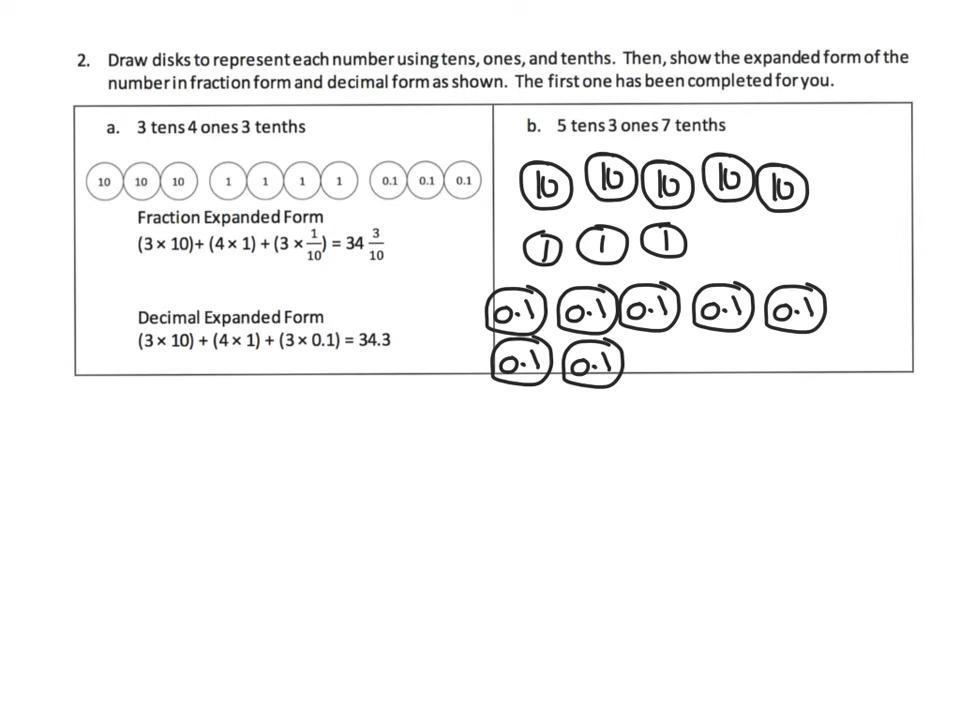 2. Draw disks to represent each number using tens, ones, and tenths. Then, show the expanded form of the
number in fraction form and decimal form as shown. The first one has been completed for you.
a. 3 tens 4 ones 3 tenths
10 10 10 1 1 1 1 0.1 0.1 0.1
Fraction Expanded Form
(3 × 10)+ (4 × 1) + (3 × 1/10) = 34 3/10
Decimal Expanded Form
(3 × 10) + (4 × 1) + (3 × 0.1) = 34.3
b. 5 tens 3 ones 7 tenths
10 10 10 10 10
1 1 1
0.1 0.1 0.1 0.1 0.1
0.1 0.1